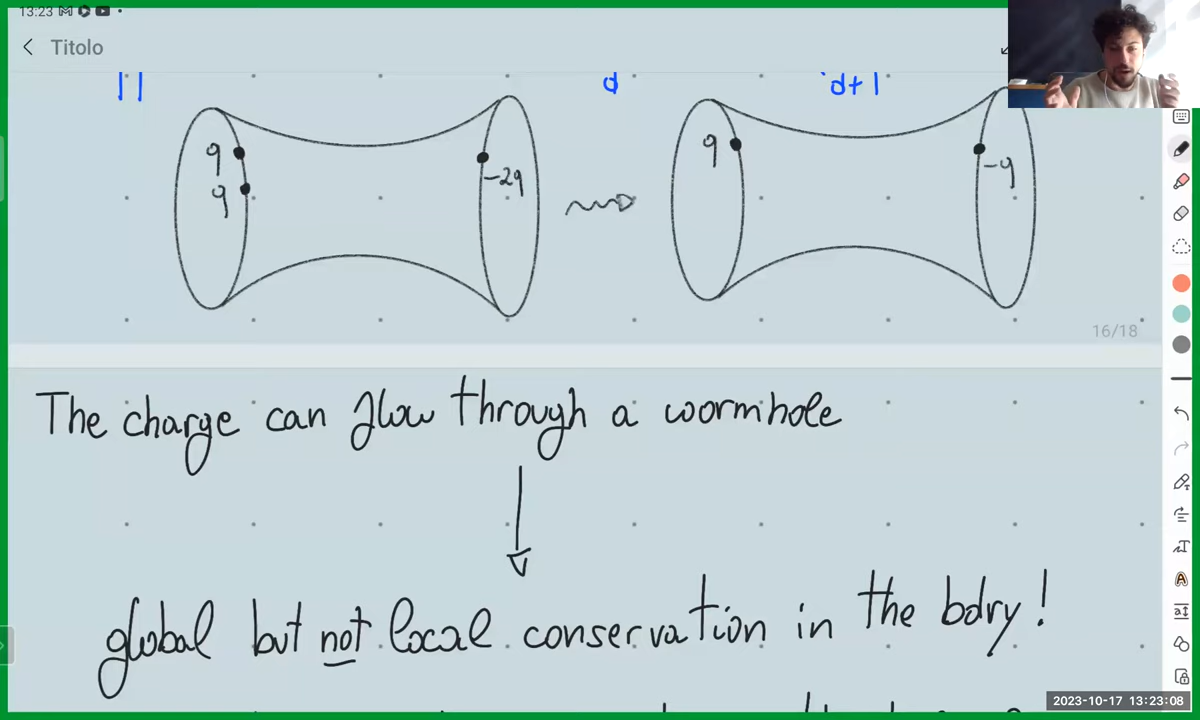 13:23
Titolo
d
d+1
q
q
-2q
q
-q
16/18
The charge can flow through a wormhole
global but not local conservation in the bdry!
2023-10-17 13:23:08